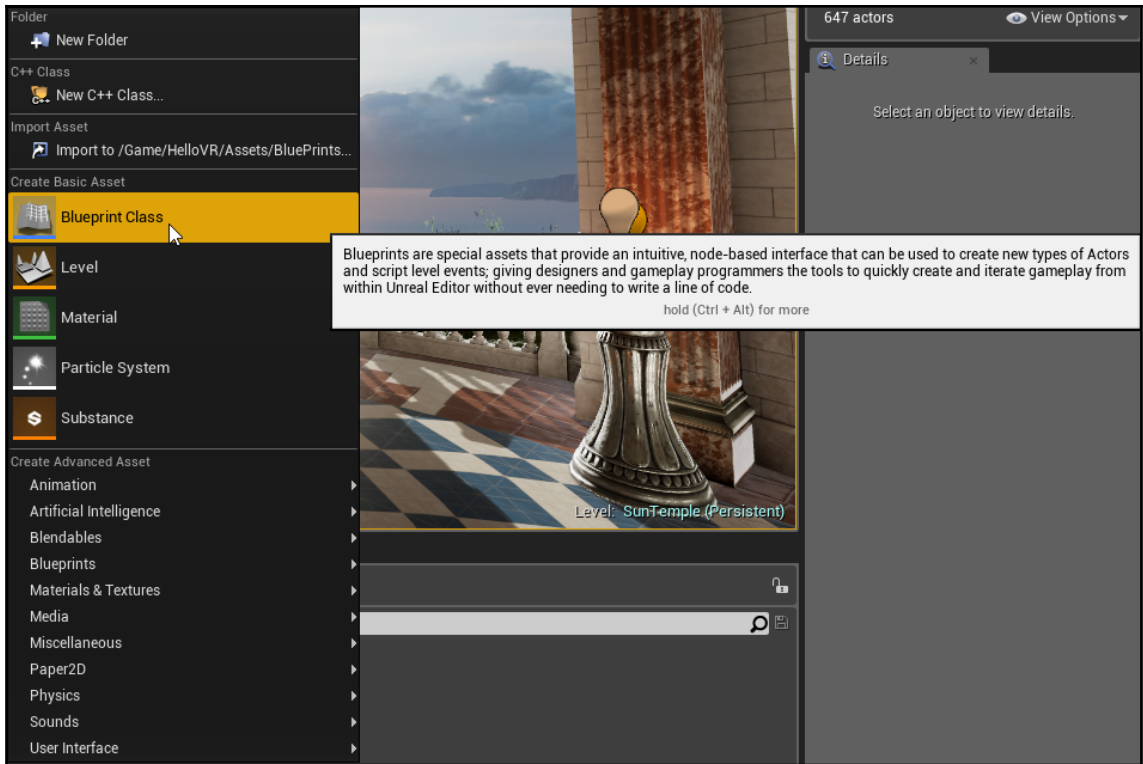 Folder
New Folder
C++ Class
New C++ Class...
Import Asset
Import to /Game/HelloVR/Assets/BluePrints...
Create Basic Asset
Blueprint Class
Level
Material
Particle System
Substance
Create Advanced Asset
Animation
Artificial Intelligence
Blendables
Blueprints
Materials & Textures
Media
Miscellaneous
Paper2D
Physics
Sounds
User Interface
647 actors
View Options
Details
Select an object to view details.
Blueprints are special assets that provide an intuitive, node-based interface that can be used to create new types of Actors
and script level events; giving designers and gameplay programmers the tools to quickly create and iterate gameplay from
within Unreal Editor without ever needing to write a line of code.
hold (Ctrl + Alt) for more
Level: SunTemple (Persistent)